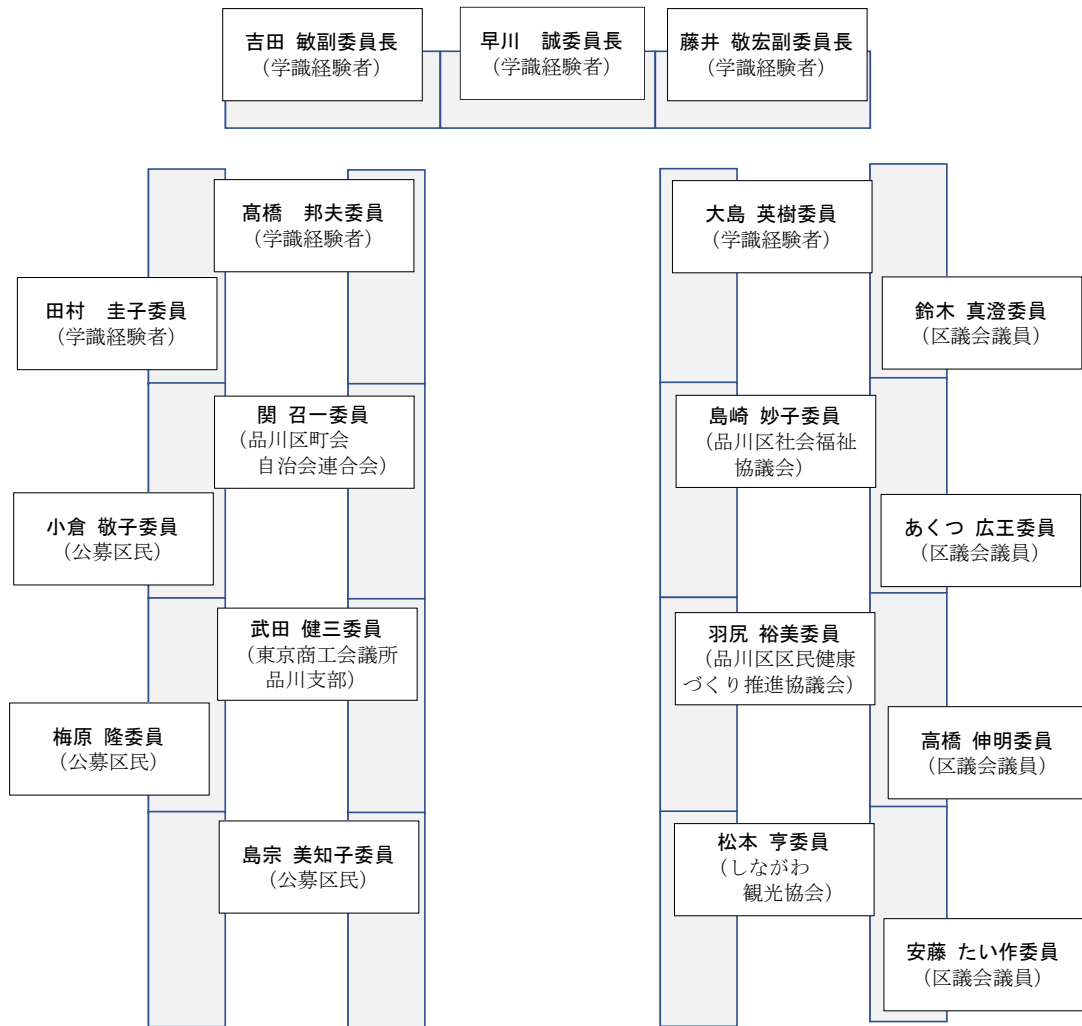 吉田 敏副委員長
（学識経験者）
早川　誠委員長
（学識経験者）
藤井 敬宏副委員長
（学識経験者）
髙橋　邦夫委員
（学識経験者）
大島 英樹委員
（学識経験者）
田村　圭子委員
（学識経験者）
鈴木 真澄委員
（区議会議員）
関 召一委員
（品川区町会
自治会連合会）
島崎 妙子委員
（品川区社会福祉
協議会）
小倉 敬子委員
（公募区民）
あくつ 広王委員
（区議会議員）
武田 健三委員
（東京商工会議所
品川支部）
羽尻 裕美委員
（品川区区民健康
づくり推進協議会）
梅原 隆委員
（公募区民）
高橋 伸明委員
（区議会議員）
島宗 美知子委員
（公募区民）
松本 亨委員
（しながわ
観光協会）
安藤 たい作委員
（区議会議員）